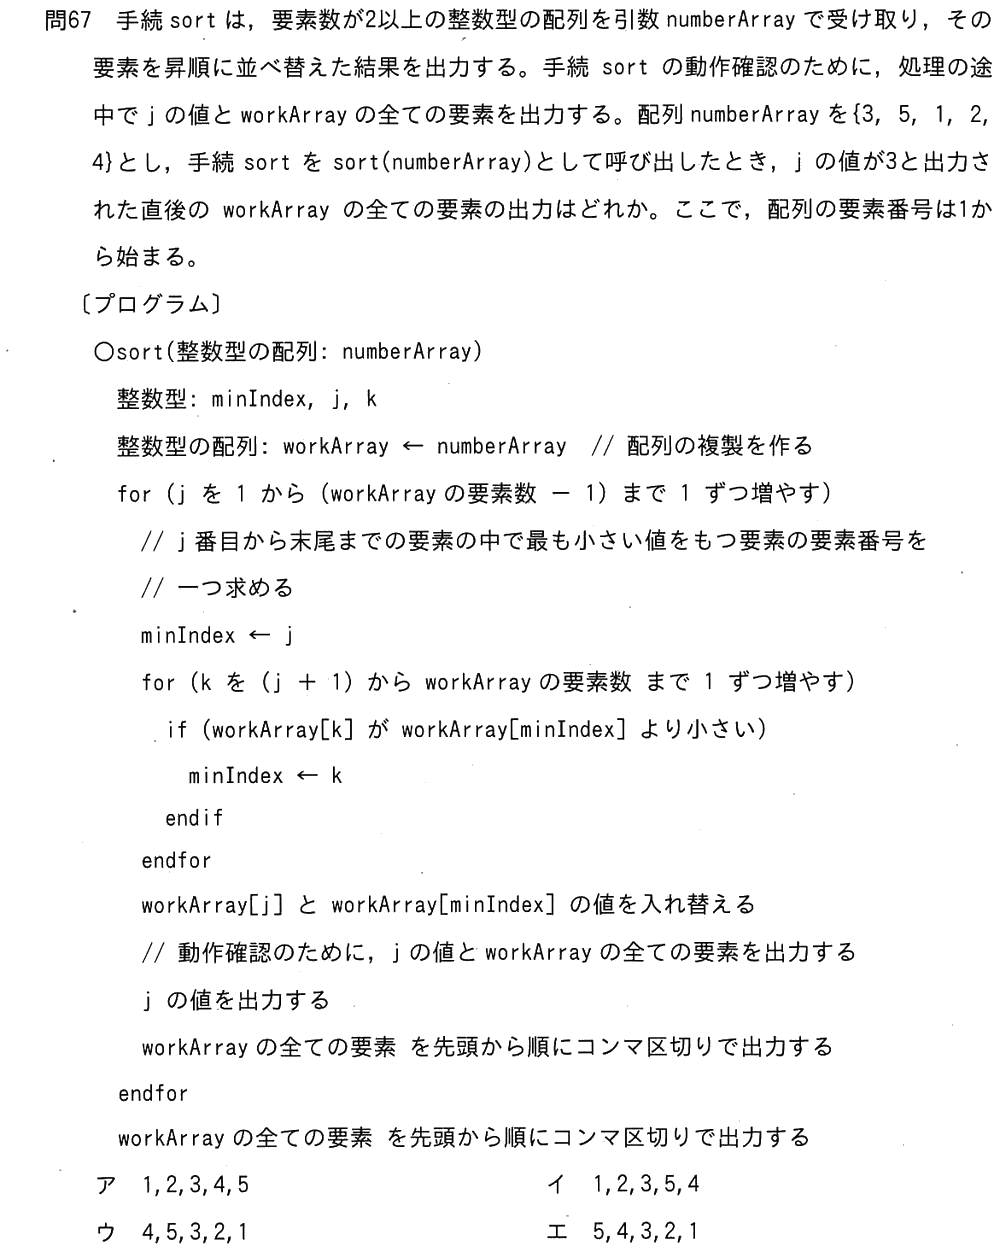 問67 手続 sort は，要素数が2以上の整数型の配列を引数 numberArray で受け取り，その
要素を昇順に並べ替えた結果を出力する。手続 sort の動作確認のために，処理の途
中で j の値と workArray の全ての要素を出力する。配列 numberArray を{3, 5, 1, 2,
4}とし，手続 sort を sort(numberArray)として呼び出したとき，j の値が3と出力さ
れた直後の workArray の全ての要素の出力はどれか。ここで，配列の要素番号は1か
ら始まる。
〔プログラム〕
○sort(整数型の配列: numberArray)
整数型: minIndex, j, k
整数型の配列: workArray ← numberArray // 配列の複製を作る
for (j を 1 から (workArray の要素数 － 1) まで 1 ずつ増やす)
// j 番目から末尾までの要素の中で最も小さい値をもつ要素の要素番号を
// 一つ求める
minIndex ← j
for (k を (j + 1) から workArray の要素数 まで 1 ずつ増やす)
if (workArray[k] が workArray[minIndex] より小さい)
minIndex ← k
endif
endfor
workArray[j] と workArray[minIndex] の値を入れ替える
// 動作確認のために，j の値と workArray の全ての要素を出力する
j の値を出力する
workArray の全ての要素 を先頭から順にコンマ区切りで出力する
endfor
workArray の全ての要素 を先頭から順にコンマ区切りで出力する
ア 1,2,3,4,5 イ 1,2,3,5,4
ウ 4,5,3,2,1 エ 5,4,3,2,1